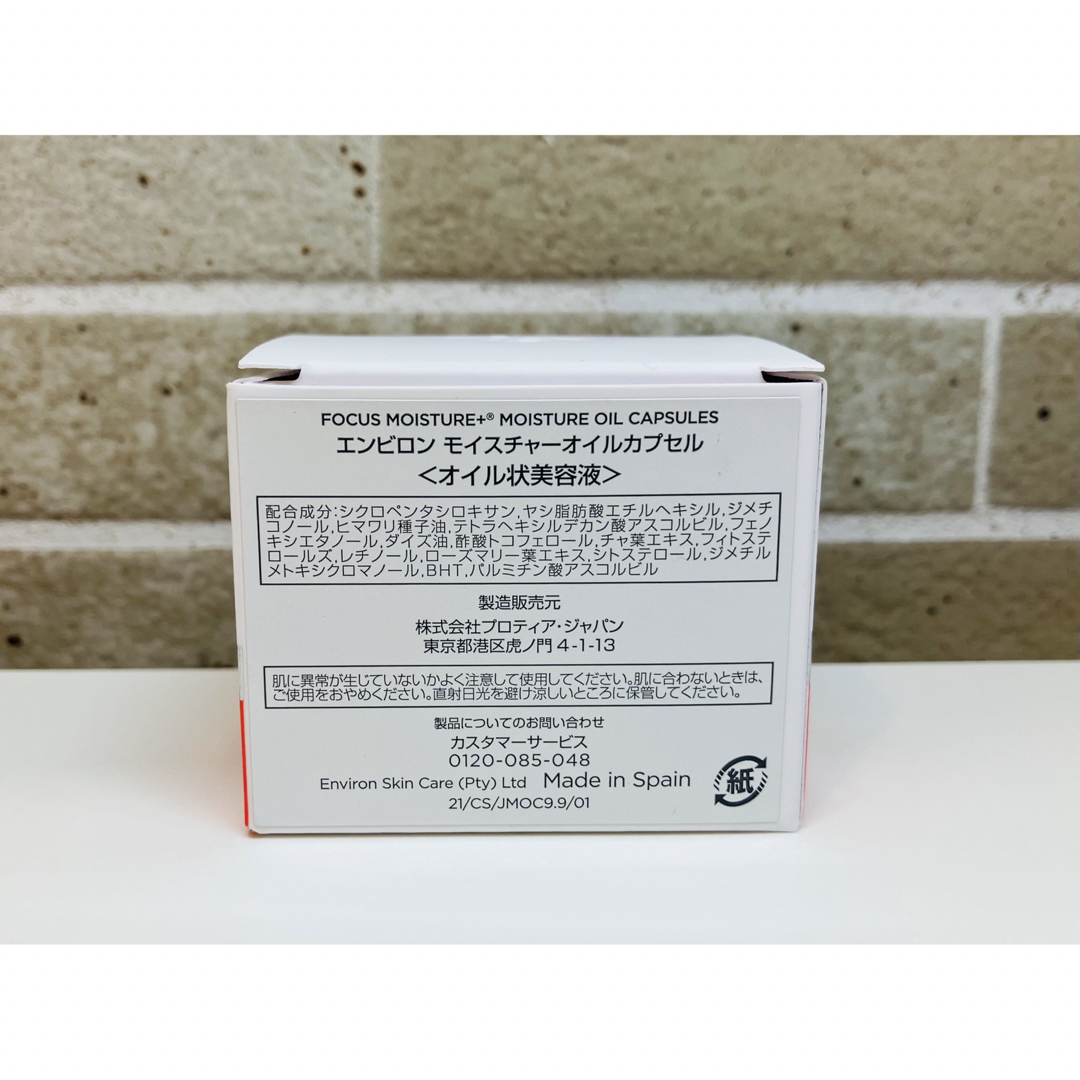 FOCUS MOISTURE+® MOISTURE OIL CAPSULES
エンビロン モイスチャーオイルカプセル
<オイル状美容液>
配合成分:シクロペンタシロキサン,ヤシ脂肪酸エチルヘキシル,ジメチ
コノール,ヒマワリ種子油,テトラヘキシルデカン酸アスコルビル,フェノ
キシエタノール,ダイズ油,酢酸トコフェロール,チャ葉エキス,フィトステ
ロールズ,レチノール,ローズマリー葉エキス,シトステロール,ジメチル
メトキシクロマノール,BHT,パルミチン酸アスコルビル
製造販売元
株式会社プロティア・ジャパン
東京都港区虎ノ門 4-1-13
肌に異常が生じていないかよく注意して使用してください。肌に合わないときは、
ご使用をおやめください。直射日光を避け涼しいところに保管してください。
製品についてのお問い合わせ
カスタマーサービス
0120-085-048
Environ Skin Care (Pty) Ltd Made in Spain
21/CS/JMOC9.9/01
紙